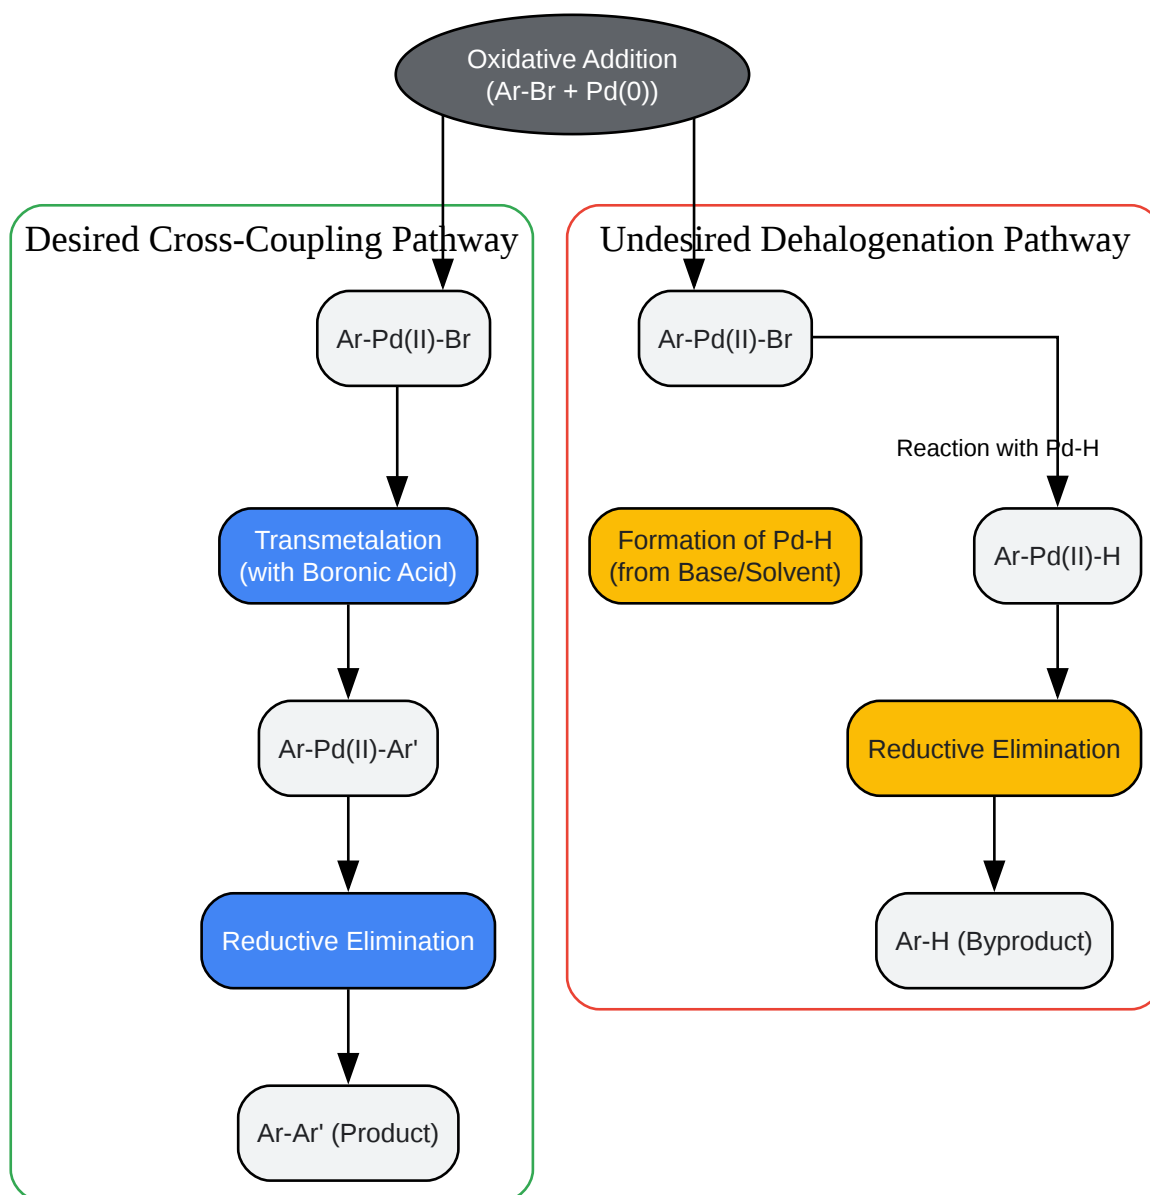 Oxidative Addition
(Ar-Br + Pd(0))
Desired Cross-Coupling Pathway
Ar-Pd(II)-Br
Transmetalation
(with Boronic Acid)
Ar-Pd(II)-Ar'
Reductive Elimination
Ar-Ar' (Product)
Undesired Dehalogenation Pathway
Ar-Pd(II)-Br
Reaction with Pd-H
Formation of Pd-H
(from Base/Solvent)
Ar-Pd(II)-H
Reductive Elimination
Ar-H (Byproduct)